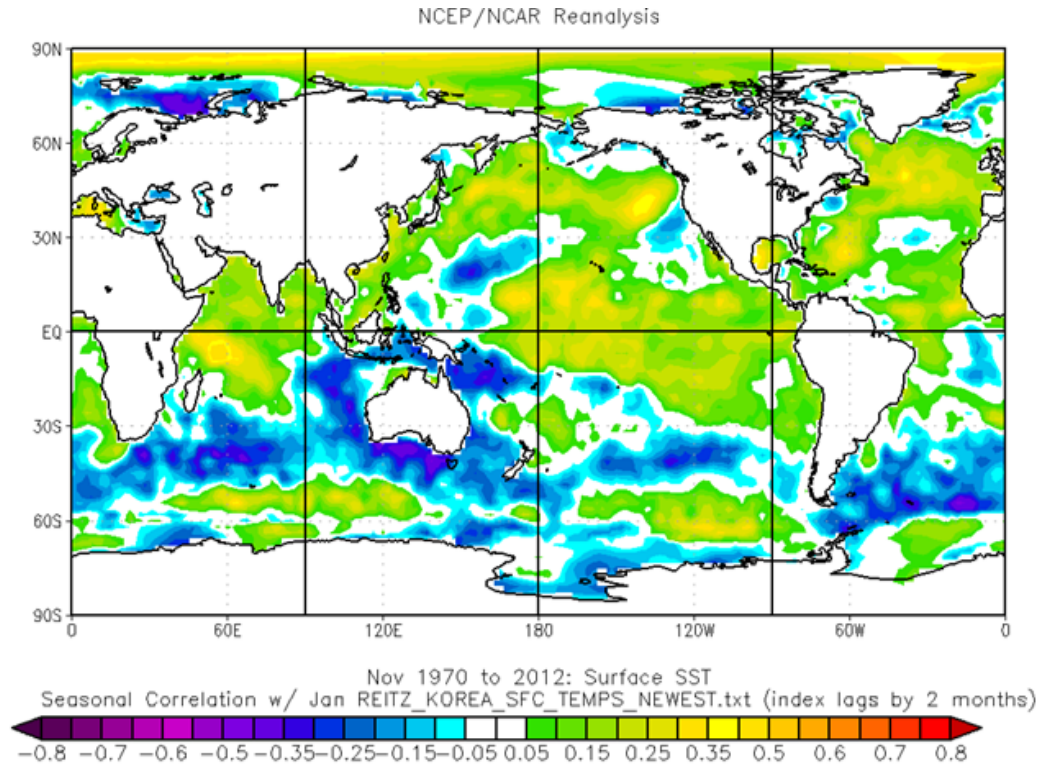 NCEP/NCAR Reanalysis
90N
60N
30N
EQ
30S
60S
90S
0 60E 120E 180 120W 60W 0
Nov 1970 to 2012: Surface SST
Seasonal Correlation w/ Jan REITZ_KOREA_SFC_TEMPS_NEWEST.txt (index lags by 2 months)
-0.8 -0.7 -0.6 -0.5 -0.35 -0.25 -0.15 -0.05 0.05 0.15 0.25 0.35 0.5 0.6 0.7 0.8